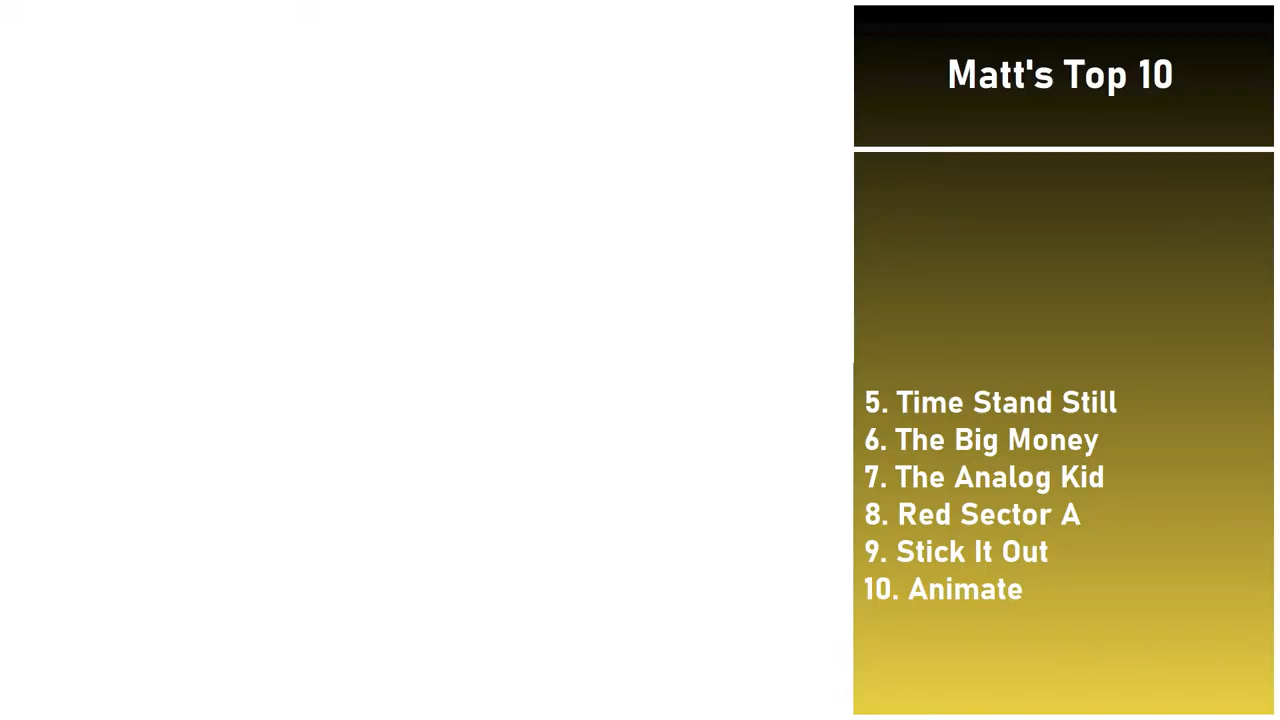 Matt's Top 10
5. Time Stand Still
6. The Big Money
7. The Analog Kid
8. Red Sector A
9. Stick It Out
10. Animate